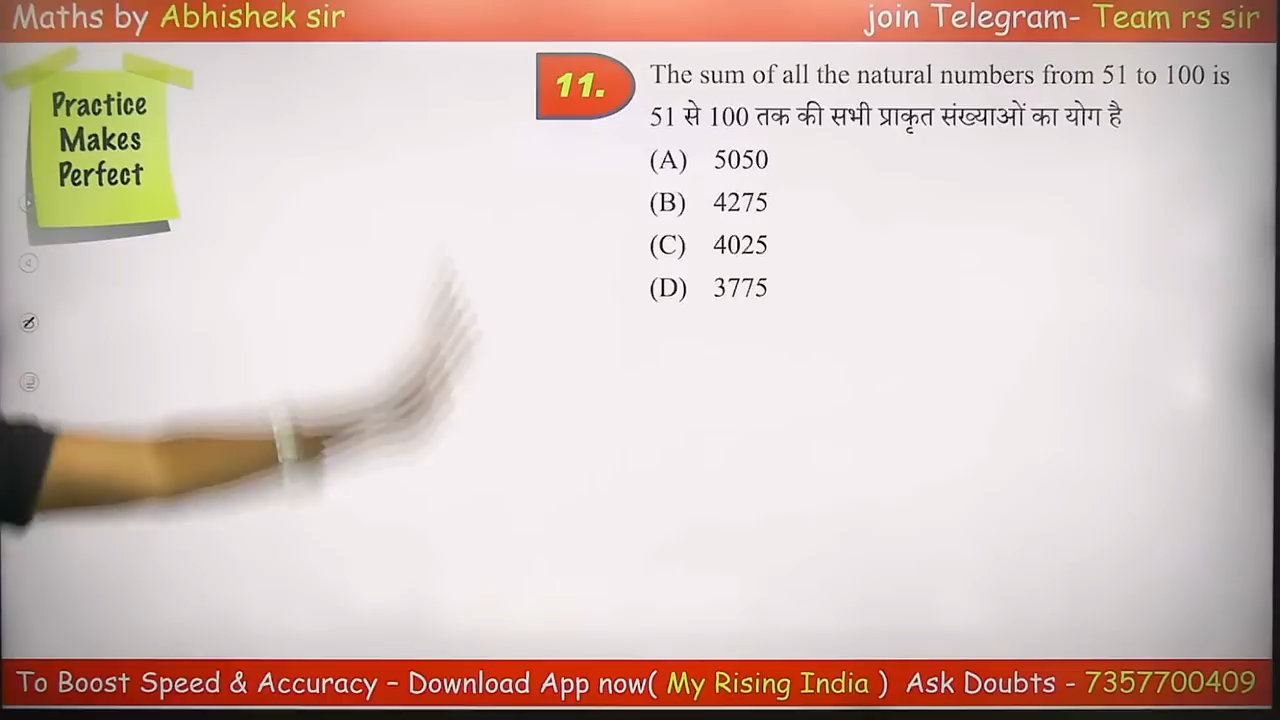 Maths by Abhishek sir
join Telegram- Team rs sir
Practice
Makes
Perfect
11.
The sum of all the natural numbers from 51 to 100 is
51 से 100 तक की सभी प्राकृत संख्याओं का योग है
(A) 5050
(B) 4275
(C) 4025
(D) 3775
To Boost Speed & Accuracy – Download App now( My Rising India ) Ask Doubts - 7357700409